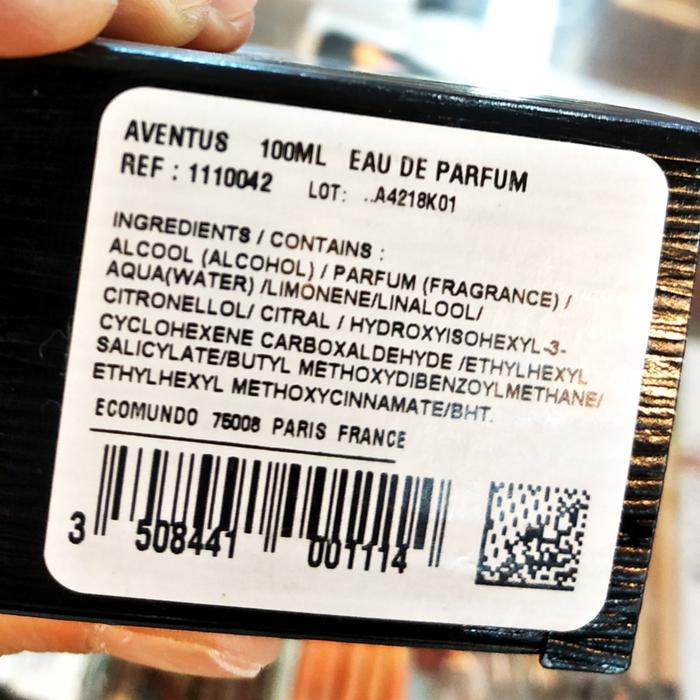 AVENTUS 100ML EAU DE PARFUM
REF : 1110042 LOT: ..A4218K01
INGREDIENTS / CONTAINS :
ALCOOL (ALCOHOL) / PARFUM (FRAGRANCE) /
AQUA(WATER) /LIMONENE/LINALOOL/
CITRONELLOL/ CITRAL / HYDROXYISOHEXYL-3-
CYCLOHEXENE CARBOXALDEHYDE /ETHYLHEXYL
SALICYLATE/BUTYL METHOXYDIBENZOYLMETHANE/
ETHYLHEXYL METHOXYCINNAMATE/BHT.
ECOMUNDO 75008 PARIS FRANCE
3 508441 001114